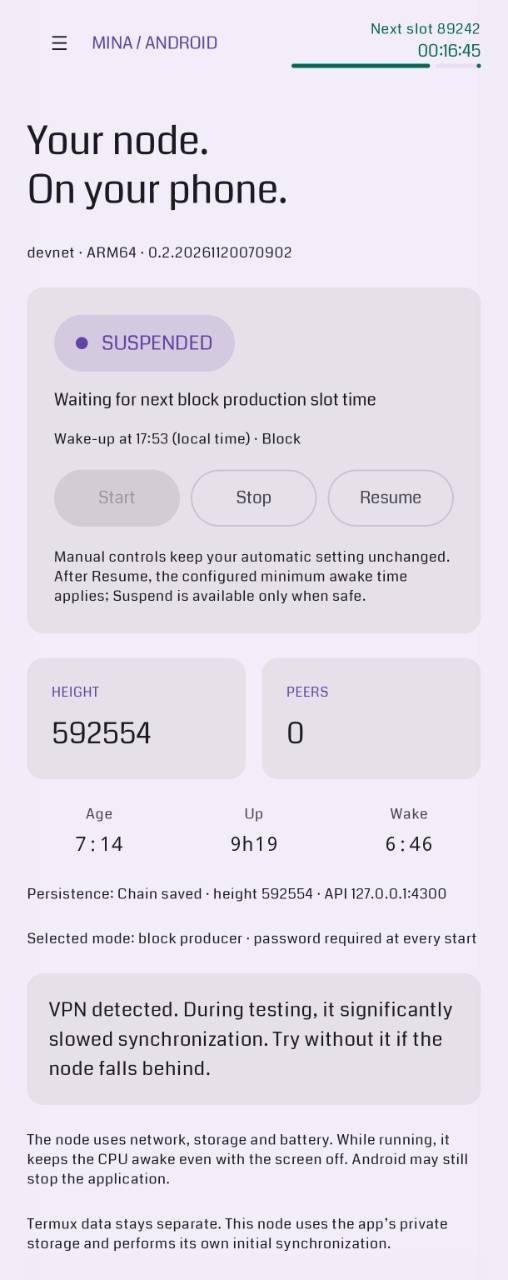 MINA / ANDROID
Next slot 89242
00:16:45
Your node.
On your phone.
devnet · ARM64 · 0.2.20261120070902
SUSPENDED
Waiting for next block production slot time
Wake-up at 17:53 (local time) · Block
Start
Stop
Resume
Manual controls keep your automatic setting unchanged.
After Resume, the configured minimum awake time
applies; Suspend is available only when safe.
HEIGHT
592554
PEERS
0
Age
7:14
Up
9h19
Wake
6:46
Persistence: Chain saved · height 592554 · API 127.0.0.1:4300
Selected mode: block producer · password required at every start
VPN detected. During testing, it significantly
slowed synchronization. Try without it if the
node falls behind.
The node uses network, storage and battery. While running, it
keeps the CPU awake even with the screen off. Android may still
stop the application.
Termux data stays separate. This node uses the app's private
storage and performs its own initial synchronization.